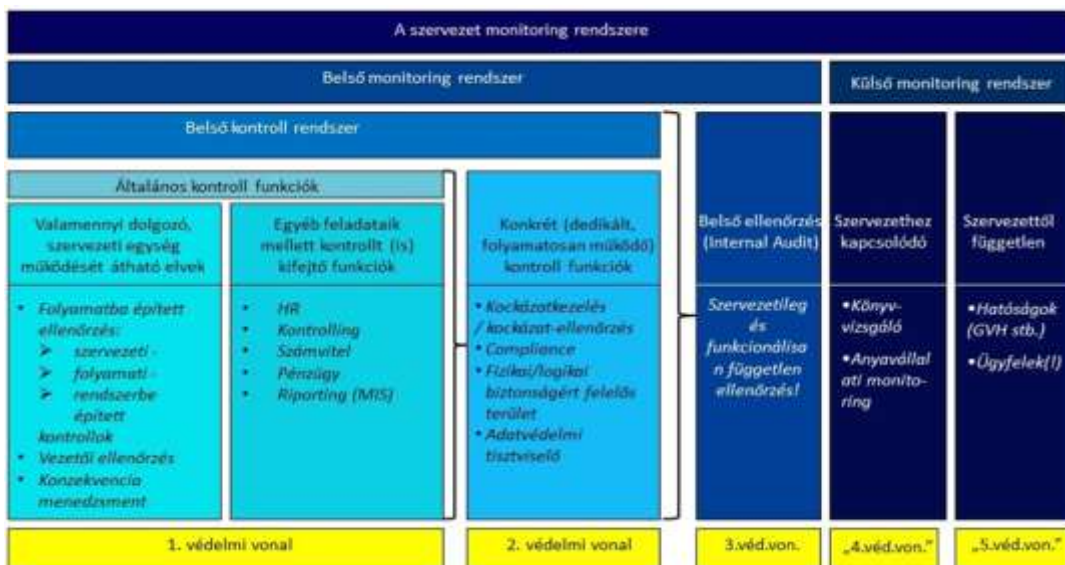 A szervezet monitoring rendszere
Belső monitoring rendszer
Külső monitoring rendszer
Belső kontroll rendszer
Általános kontroll funkciók
Valamennyi dolgozó,
szervezeti egység
működését átható elvek
Egyéb feladataik
mellett kontrollt (is)
kifejtő funkciók
Konkrét (dedikált,
folyamatosan működő)
kontroll funkciók
Belső ellenőrzés
(Internal Audit)
Szervezethez
kapcsolódó
Szervezettől
független
• Folyamatba épített
ellenőrzés:
➢ szervezeti -
➢ folyamati -
➢ rendszerbe
épített
kontrollok
• Vezetői ellenőrzés
• Konzekvencia
menedzsment
• HR
• Kontrolling
• Számvitel
• Pénzügy
• Riporting (MIS)
• Kockázatkezelés
/ kockázat-ellenőrzés
• Compliance
• Fizikai/logikai
biztonságért felelős
terület
• Adatvédelmi
tisztviselő
Szervezetileg
és
funkcionálisa
n független
ellenőrzés!
•Könyv-
vizsgáló
•Anyavállal
ati monito-
ring
•Hatóságok
(GVH stb.)
•Ügyfelek(!)
1. védelmi vonal
2. védelmi vonal
3.véd.von.
„4.véd.von.”
„5.véd.von.”